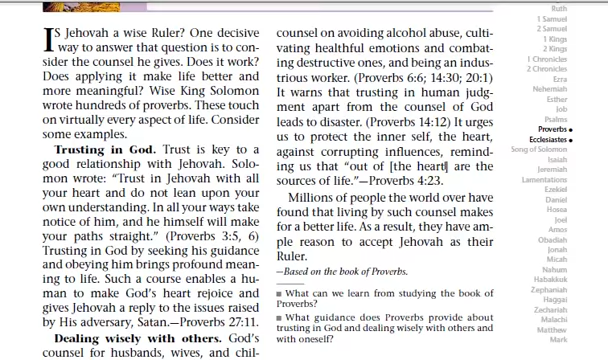 IS Jehovah a wise Ruler? One decisive
way to answer that question is to con-
sider the counsel he gives. Does it work?
Does applying it make life better and
more meaningful? Wise King Solomon
wrote hundreds of proverbs. These touch
on virtually every aspect of life. Consider
some examples.
Trusting in God. Trust is key to a
good relationship with Jehovah. Solo-
mon wrote: “Trust in Jehovah with all
your heart and do not lean upon your
own understanding. In all your ways take
notice of him, and he himself will make
your paths straight.” (Proverbs 3:5, 6)
Trusting in God by seeking his guidance
and obeying him brings profound mean-
ing to life. Such a course enables a hu-
man to make God’s heart rejoice and
gives Jehovah a reply to the issues raised
by His adversary, Satan.—Proverbs 27:11.
Dealing wisely with others. God’s
counsel for husbands, wives, and chil-
counsel on avoiding alcohol abuse, culti-
vating healthful emotions and combat-
ing destructive ones, and being an indus-
trious worker. (Proverbs 6:6; 14:30; 20:1)
It warns that trusting in human judg-
ment apart from the counsel of God
leads to disaster. (Proverbs 14:12) It urges
us to protect the inner self, the heart,
against corrupting influences, remind-
ing us that “out of [the heart] are the
sources of life.”—Proverbs 4:23.
Millions of people the world over have
found that living by such counsel makes
for a better life. As a result, they have am-
ple reason to accept Jehovah as their
Ruler.
—Based on the book of Proverbs.
■ What can we learn from studying the book of
Proverbs?
■ What guidance does Proverbs provide about
trusting in God and dealing wisely with others and
with oneself?
Ruth
1 Samuel
2 Samuel
1 Kings
2 Kings
1 Chronicles
2 Chronicles
Ezra
Nehemiah
Esther
Job
Psalms
Proverbs •
Ecclesiastes •
Song of Solomon
Isaiah
Jeremiah
Lamentations
Ezekiel
Daniel
Hosea
Joel
Amos
Obadiah
Jonah
Micah
Nahum
Habakkuk
Zephaniah
Haggai
Zechariah
Malachi
Matthew
Mark